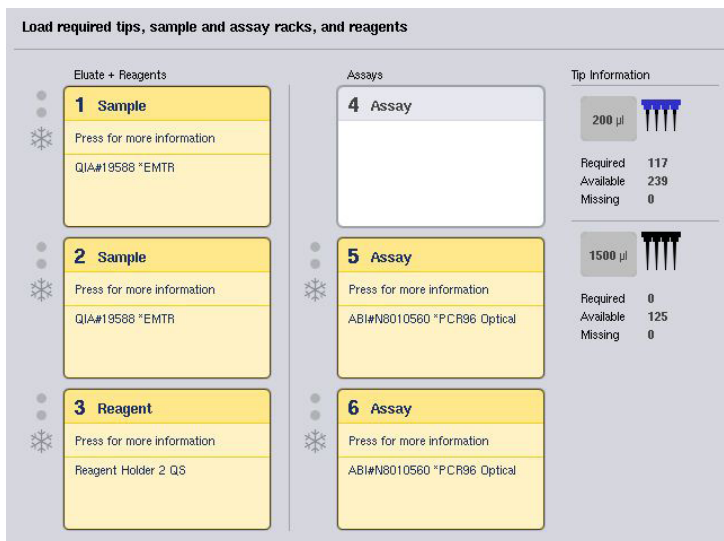 Load required tips, sample and assay racks, and reagents
Eluate + Reagents
1 Sample
Press for more information
QIA#19588 *EMTR
2 Sample
Press for more information
QIA#19588 *EMTR
3 Reagent
Press for more information
Reagent Holder 2 QS
Assays
4 Assay
5 Assay
Press for more information
ABI#N8010560 *PCR96 Optical
6 Assay
Press for more information
ABI#N8010560 *PCR96 Optical
Tip Information
200 µl
Required 117
Available 239
Missing 0
1500 µl
Required 0
Available 125
Missing 0